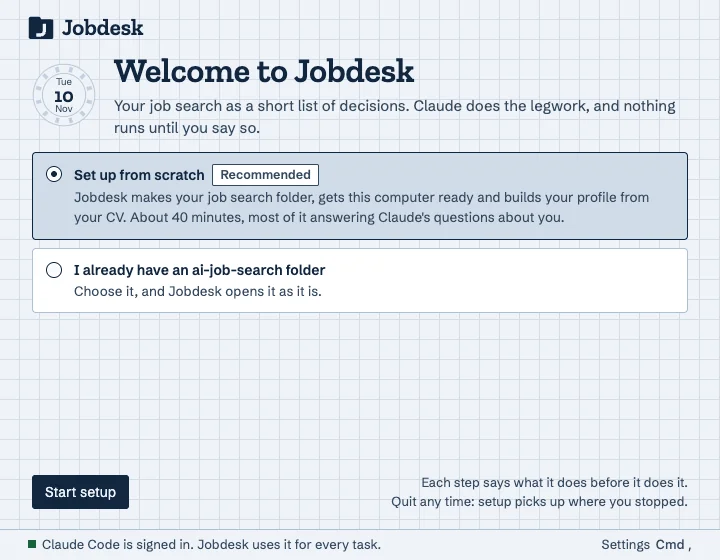 Jobdesk
Tue
10
Nov
Welcome to Jobdesk
Your job search as a short list of decisions. Claude does the legwork, and nothing
runs until you say so.
Set up from scratch Recommended
Jobdesk makes your job search folder, gets this computer ready and builds your profile from
your CV. About 40 minutes, most of it answering Claude's questions about you.
I already have an ai-job-search folder
Choose it, and Jobdesk opens it as it is.
Start setup
Each step says what it does before it does it.
Quit any time: setup picks up where you stopped.
Claude Code is signed in. Jobdesk uses it for every task.
Settings Cmd ,